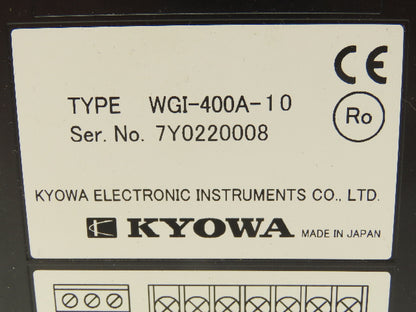 CE
TYPE WGI-400A-10
Ro
Ser. No. 7Y0220008
KYOWA ELECTRONIC INSTRUMENTS CO., LTD.
KYOWA MADE IN JAPAN